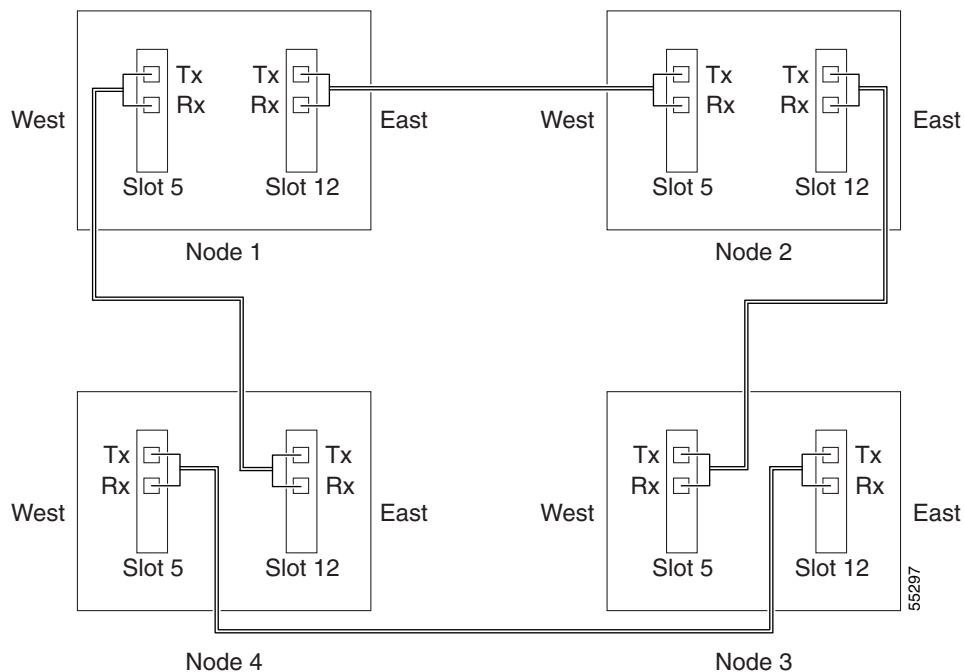 Tx
Rx
West
Slot 5
Tx
Rx
East
Slot 12
Node 1
Tx
Rx
West
Slot 5
Tx
Rx
East
Slot 12
Node 2
Tx
Rx
West
Slot 5
Tx
Rx
East
Slot 12
Node 4
Tx
Rx
West
Slot 5
Tx
Rx
East
Slot 12
Node 3
55297